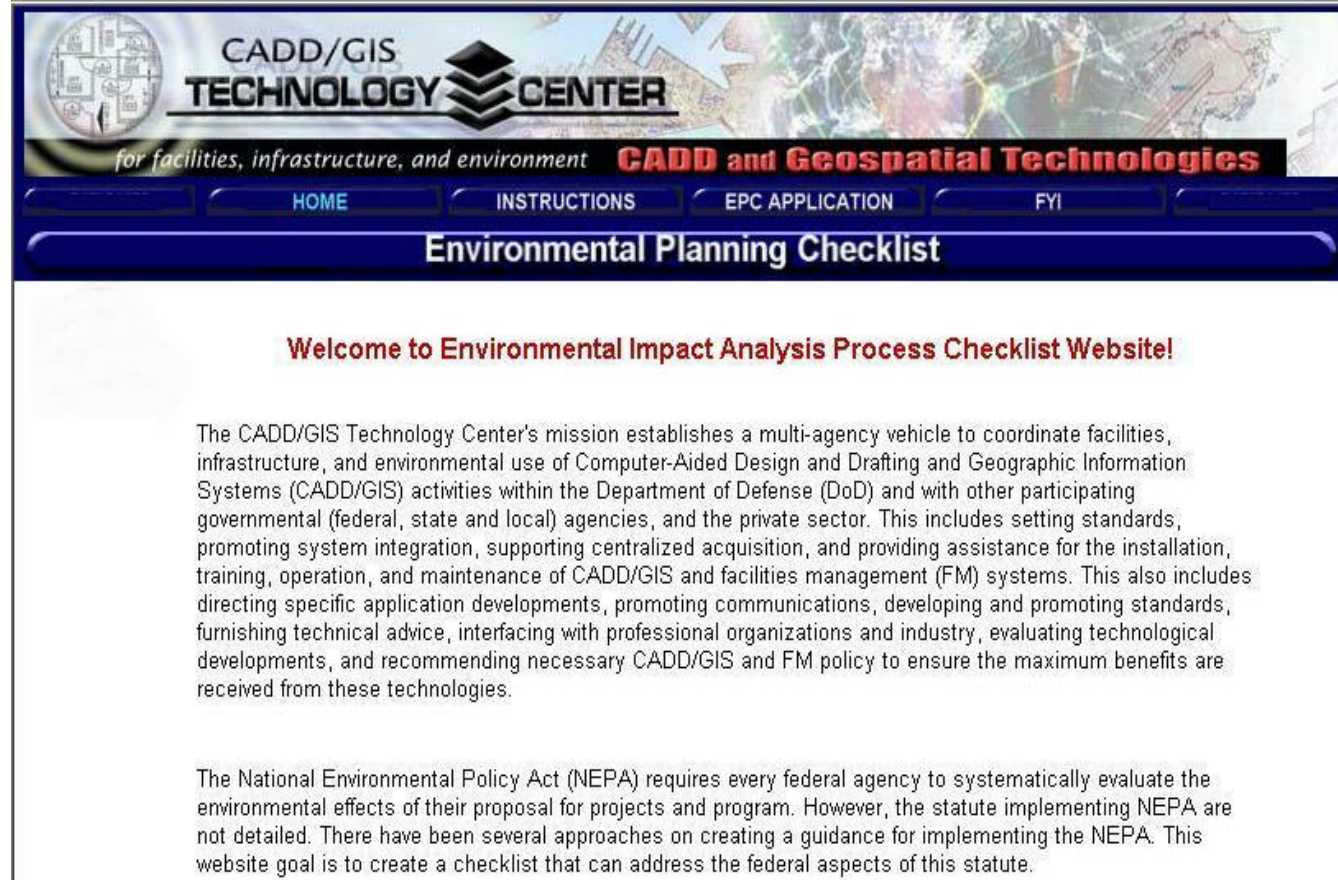 CADD/GIS
TECHNOLOGY CENTER
for facilities, infrastructure, and environment CADD and Geospatial Technologies
HOME INSTRUCTIONS EPC APPLICATION FYI
Environmental Planning Checklist
Welcome to Environmental Impact Analysis Process Checklist Website!
The CADD/GIS Technology Center's mission establishes a multi-agency vehicle to coordinate facilities,
infrastructure, and environmental use of Computer-Aided Design and Drafting and Geographic Information
Systems (CADD/GIS) activities within the Department of Defense (DoD) and with other participating
governmental (federal, state and local) agencies, and the private sector. This includes setting standards,
promoting system integration, supporting centralized acquisition, and providing assistance for the installation,
training, operation, and maintenance of CADD/GIS and facilities management (FM) systems. This also includes
directing specific application developments, promoting communications, developing and promoting standards,
furnishing technical advice, interfacing with professional organizations and industry, evaluating technological
developments, and recommending necessary CADD/GIS and FM policy to ensure the maximum benefits are
received from these technologies.
The National Environmental Policy Act (NEPA) requires every federal agency to systematically evaluate the
environmental effects of their proposal for projects and program. However, the statute implementing NEPA are
not detailed. There have been several approaches on creating a guidance for implementing the NEPA. This
website goal is to create a checklist that can address the federal aspects of this statute.